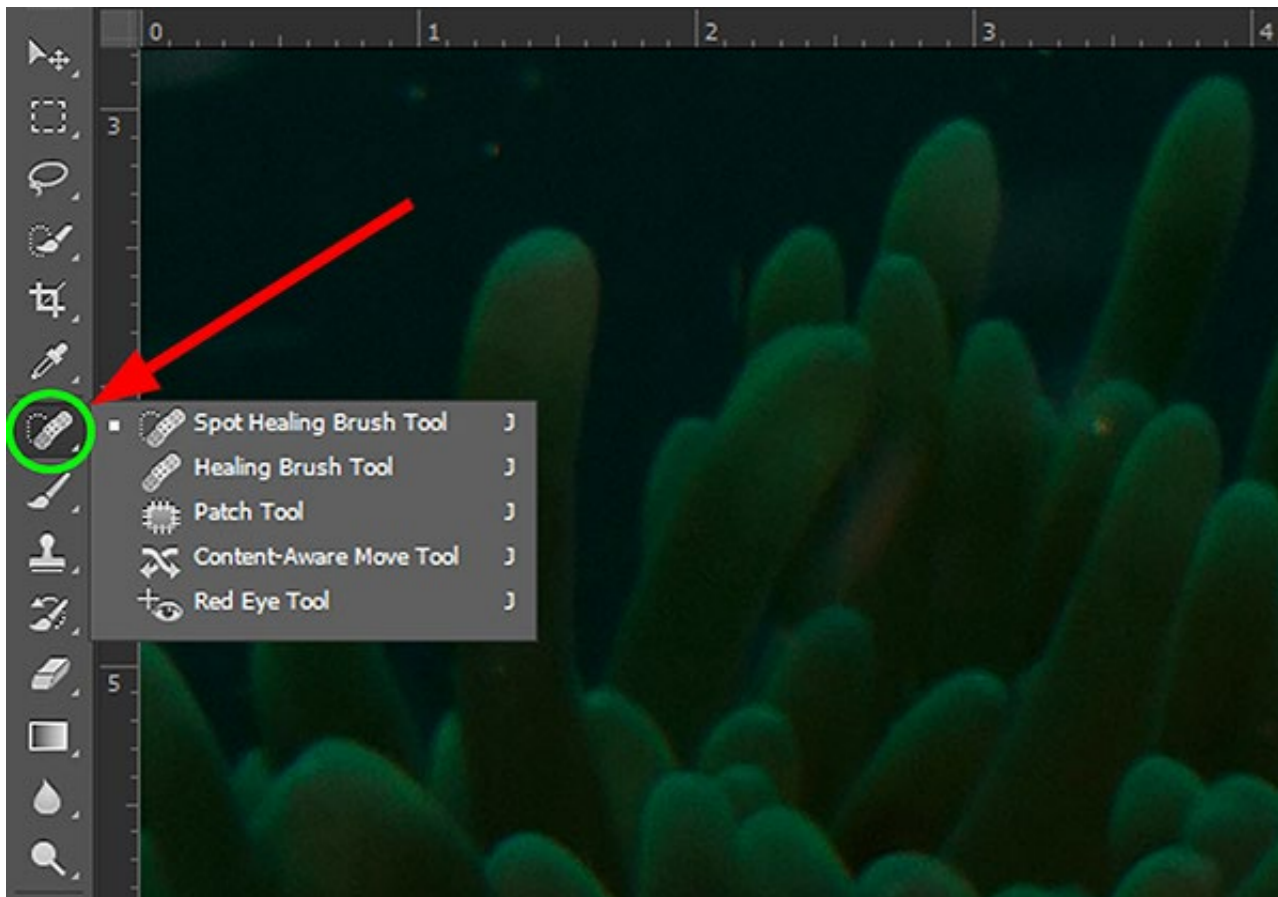 0 1 2 3 4
3
Spot Healing Brush Tool J
Healing Brush Tool J
Patch Tool J
Content-Aware Move Tool J
Red Eye Tool J
5